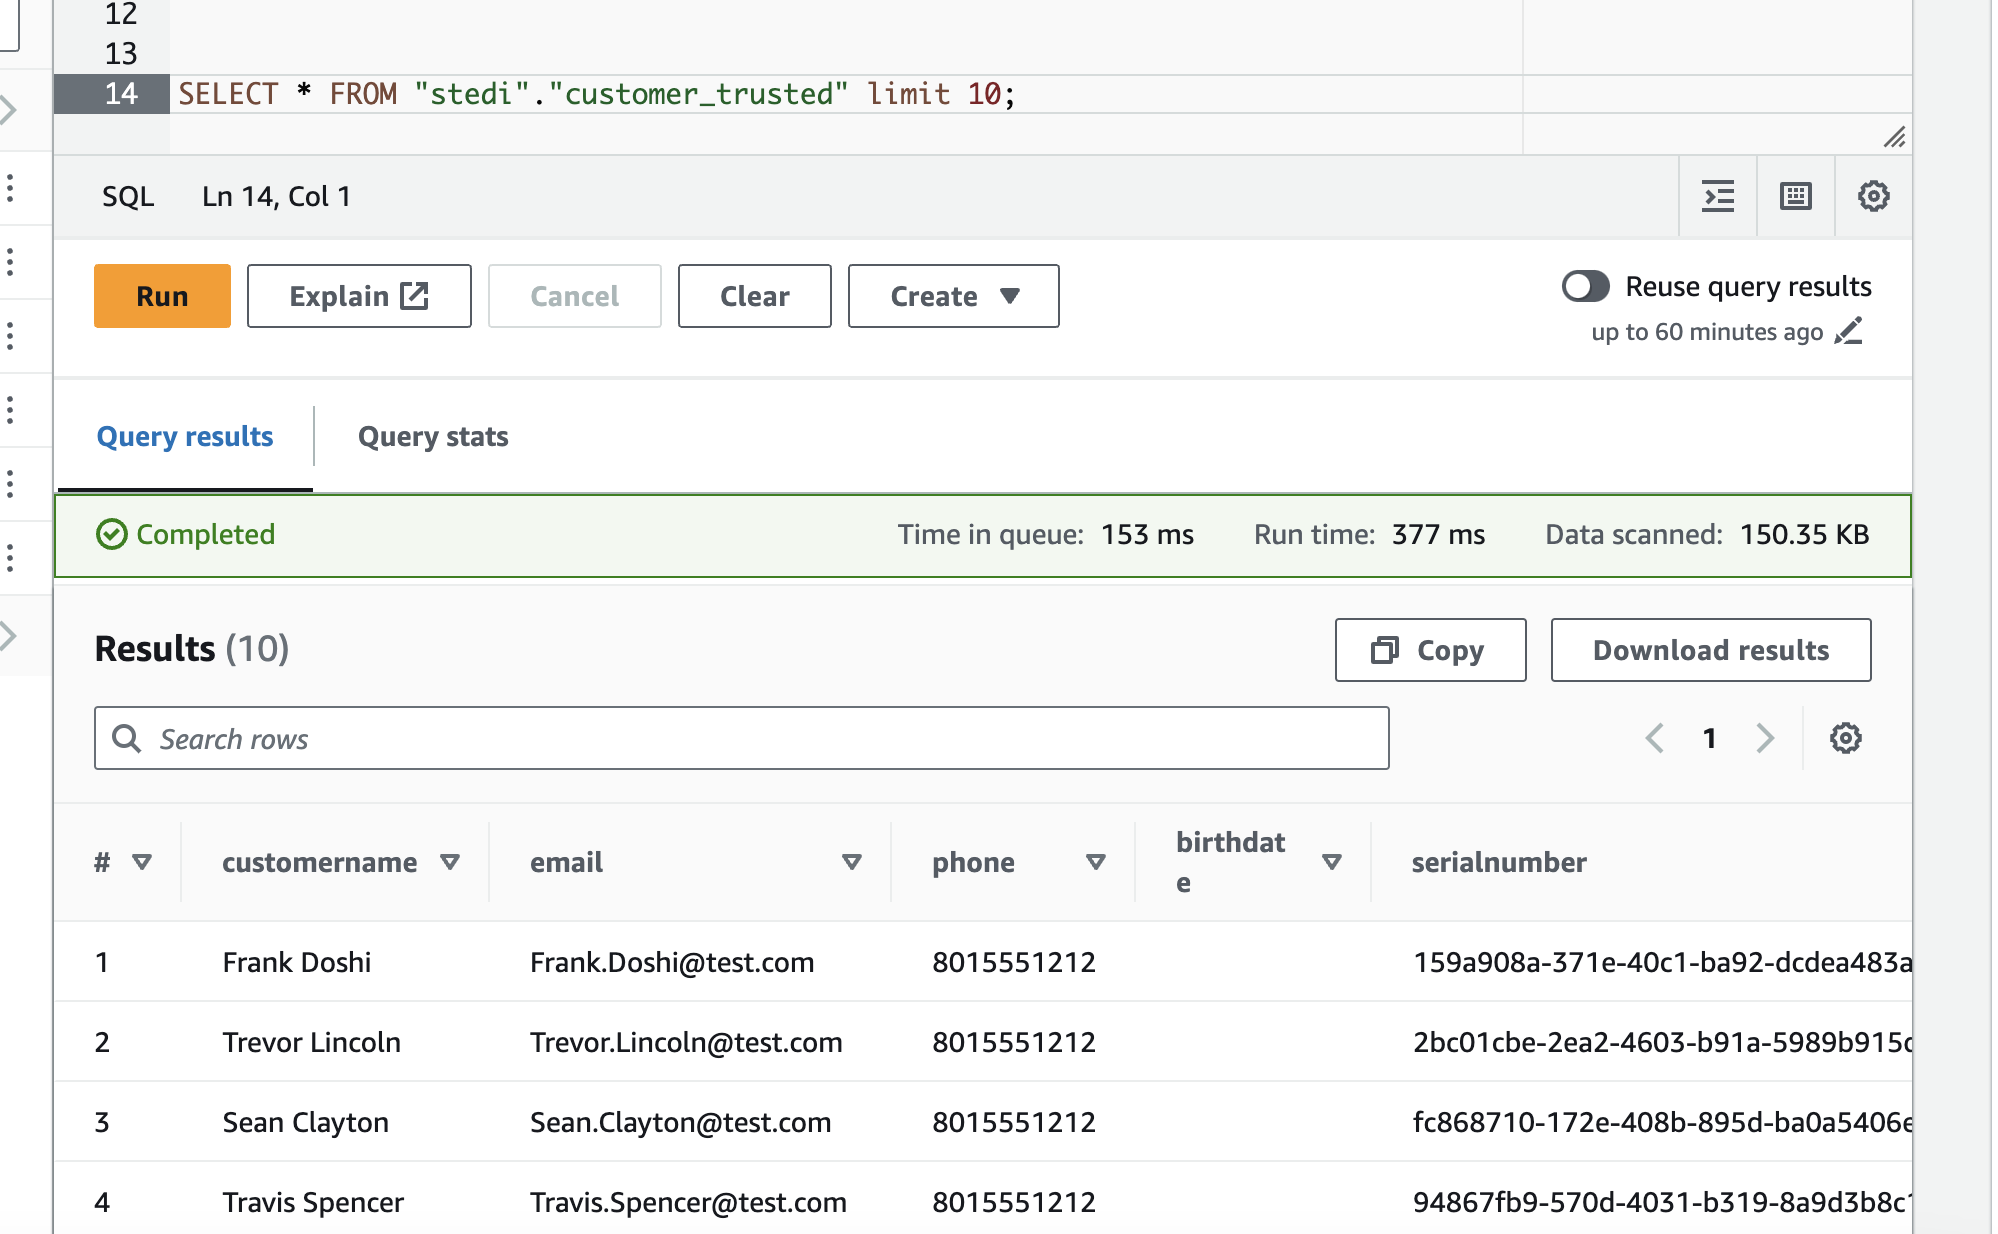 12
13
14 SELECT * FROM "stedi"."customer_trusted" limit 10;
SQL Ln 14, Col 1
Run Explain Cancel Clear Create Reuse query results
up to 60 minutes ago
Query results Query stats
Completed Time in queue: 153 ms Run time: 377 ms Data scanned: 150.35 KB
Results (10) Copy Download results
Search rows 1
# customername email phone birthdat
e serialnumber
1 Frank Doshi Frank.Doshi@test.com 8015551212 159a908a-371e-40c1-ba92-dcdea483a
2 Trevor Lincoln Trevor.Lincoln@test.com 8015551212 2bc01cbe-2ea2-4603-b91a-5989b915
3 Sean Clayton Sean.Clayton@test.com 8015551212 fc868710-172e-408b-895d-ba0a5406e
4 Travis Spencer Travis.Spencer@test.com 8015551212 94867fb9-570d-4031-b319-8a9d3b8c